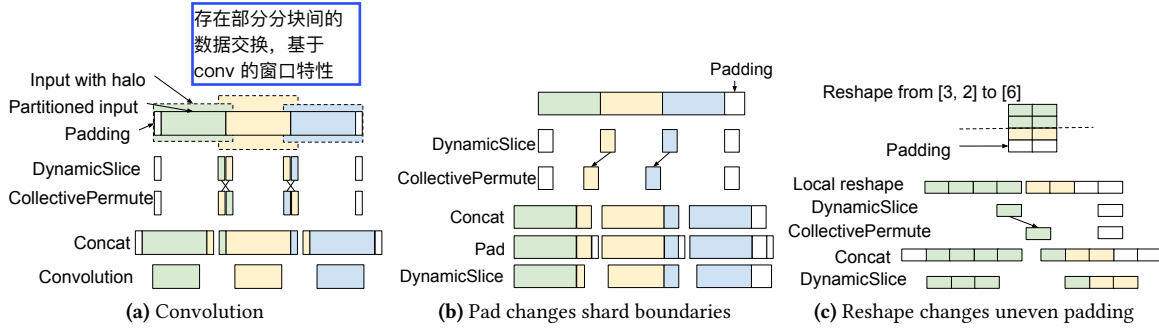 存在部分分块间的
数据交换，基于
conv 的窗口特性
Input with halo
Partitioned input
Padding
DynamicSlice
CollectivePermute
Concat
Convolution
(a) Convolution
Padding
DynamicSlice
CollectivePermute
Concat
Pad
DynamicSlice
(b) Pad changes shard boundaries
Reshape from [3, 2] to [6]
Padding
Local reshape
DynamicSlice
CollectivePermute
Concat
DynamicSlice
(c) Reshape changes uneven padding